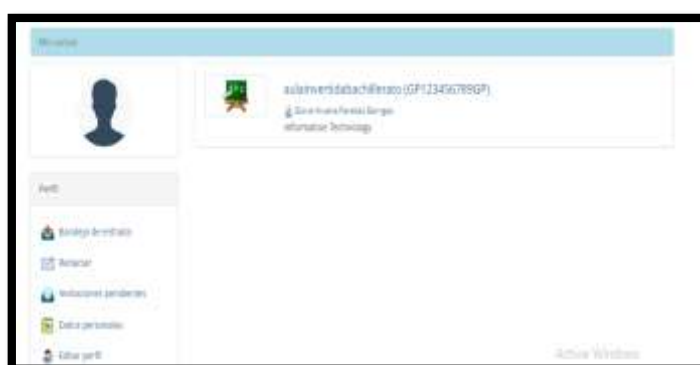 Mis cursos
aulainvertidabachillerato (GP123456789GP)
Information Technology
Perfil
Bandeja de entrada
Redactar
Invitaciones pendientes
Datos personales
Editar perfil
Activar Windows